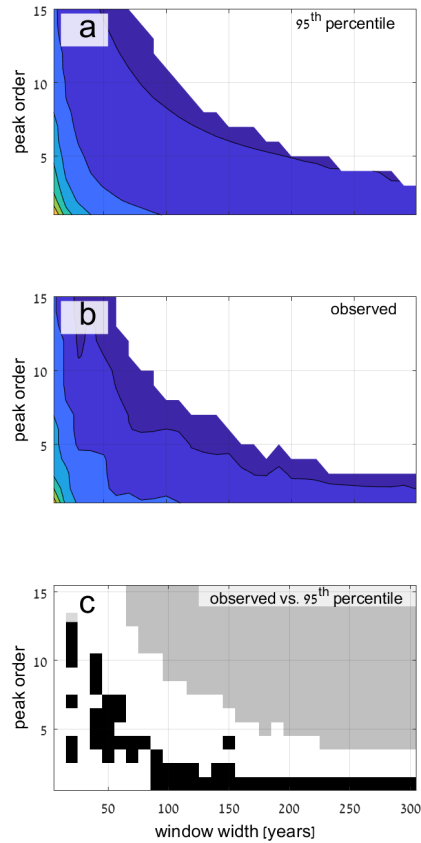 a
95th percentile
15
10
5
peak order
b
observed
15
10
5
peak order
c
observed vs. 95th percentile
15
10
5
peak order
50 100 150 200 250 300
window width [years]